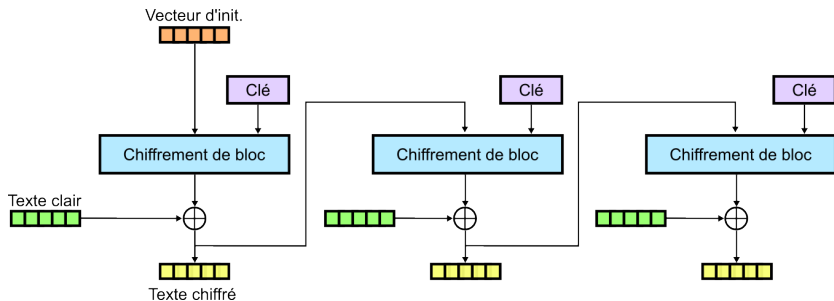 Vecteur d'init.
Clé
Clé
Clé
Chiffrement de bloc
Chiffrement de bloc
Chiffrement de bloc
Texte clair
Texte chiffré